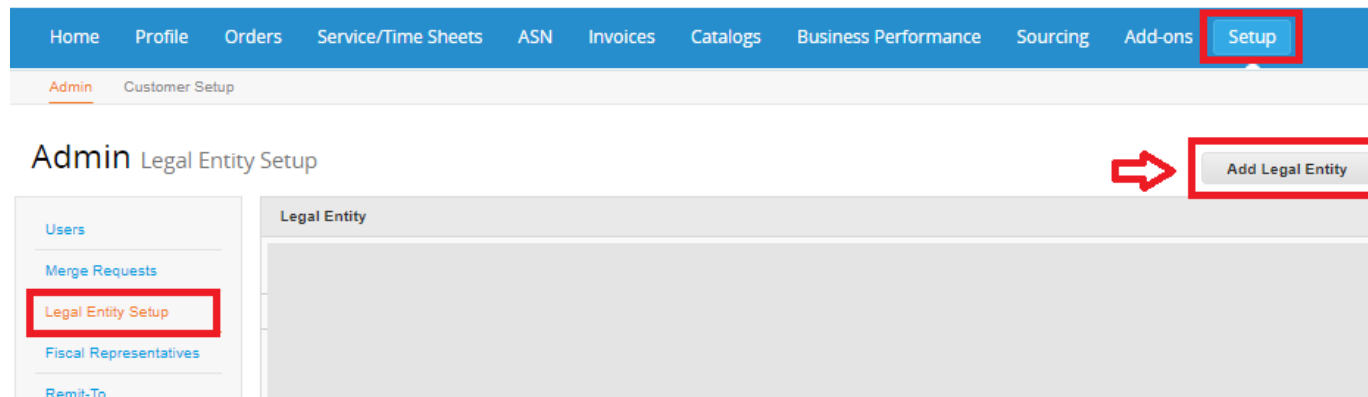 Home Profile Orders Service/Time Sheets ASN Invoices Catalogs Business Performance Sourcing Add-ons Setup
Admin Customer Setup
Admin Legal Entity Setup
Add Legal Entity
Users
Merge Requests
Legal Entity Setup
Fiscal Representatives
Remit-To
Legal Entity